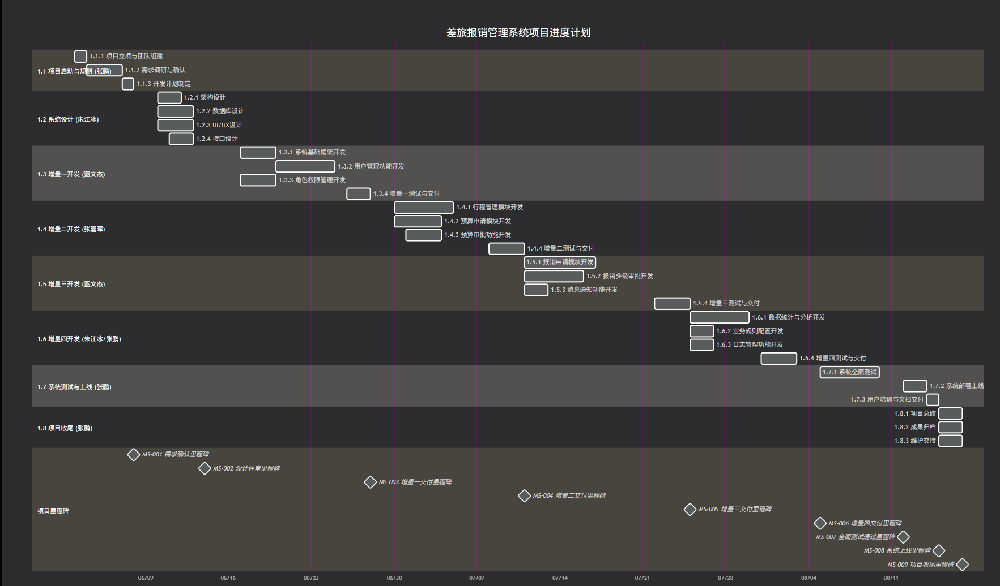 差旅报销管理系统项目进度计划
1.1.1 项目立项与团队组建
1.1 项目启动与规划 (张鹏)
1.1.2 需求调研与确认
1.1.3 开发计划制定
1.2.1 架构设计
1.2.2 数据库设计
1.2 系统设计 (朱江冰)
1.2.3 UI/UX设计
1.2.4 接口设计
1.3.1 系统基础框架开发
1.3.2 用户管理功能开发
1.3 增量一开发 (蓝文杰)
1.3.3 角色权限管理开发
1.3.4 增量一测试与交付
1.4.1 行程管理模块开发
1.4.2 预算申请模块开发
1.4 增量二开发 (张嘉晖)
1.4.3 预算审批功能开发
1.4.4 增量二测试与交付
1.5.1 报销申请模块开发
1.5.2 报销多级审批开发
1.5 增量三开发 (蓝文杰)
1.5.3 消息通知功能开发
1.5.4 增量三测试与交付
1.6.1 数据统计与分析开发
1.6.2 业务规则配置开发
1.6 增量四开发 (朱江冰/张鹏)
1.6.3 日志管理功能开发
1.6.4 增量四测试与交付
1.7.1 系统全面测试
1.7 系统测试与上线 (张鹏)
1.7.2 系统部署上线
1.7.3 用户培训与文档交付
1.8.1 项目总结
1.8 项目收尾 (张鹏)
1.8.2 成果归档
1.8.3 维护交接
MS-001 需求确认里程碑
MS-002 设计评审里程碑
MS-003 增量一交付里程碑
MS-004 增量二交付里程碑
项目里程碑
MS-005 增量三交付里程碑
MS-006 增量四交付里程碑
MS-007 全面测试通过里程碑
MS-008 系统上线里程碑
MS-009 项目收尾里程碑
06/09 06/16 06/23 06/30 07/07 07/14 07/21 07/28 08/04 08/11